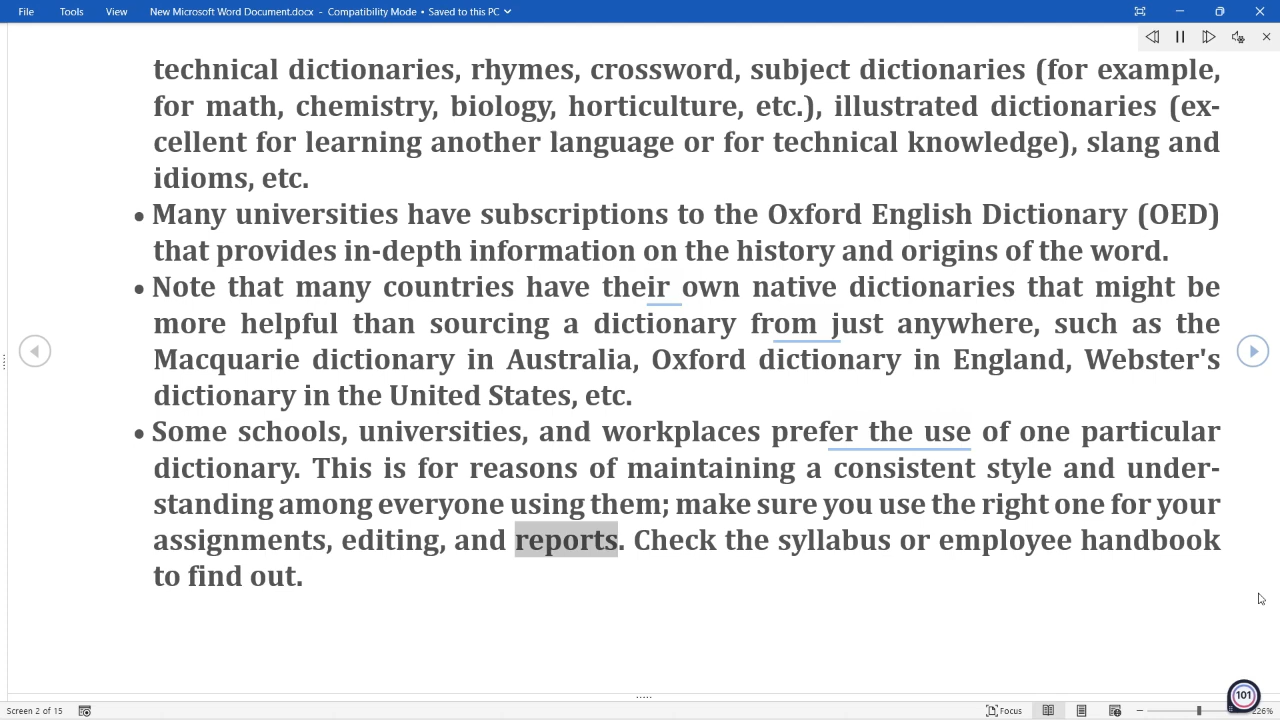 File Tools View New Microsoft Word Document.docx - Compatibility Mode • Saved to this PC
technical dictionaries, rhymes, crossword, subject dictionaries (for example,
for math, chemistry, biology, horticulture, etc.), illustrated dictionaries (ex-
cellent for learning another language or for technical knowledge), slang and
idioms, etc.
• Many universities have subscriptions to the Oxford English Dictionary (OED)
that provides in-depth information on the history and origins of the word.
• Note that many countries have their own native dictionaries that might be
more helpful than sourcing a dictionary from just anywhere, such as the
Macquarie dictionary in Australia, Oxford dictionary in England, Webster's
dictionary in the United States, etc.
• Some schools, universities, and workplaces prefer the use of one particular
dictionary. This is for reasons of maintaining a consistent style and under-
standing among everyone using them; make sure you use the right one for your
assignments, editing, and reports. Check the syllabus or employee handbook
to find out.
101
Screen 2 of 15 Focus 226%